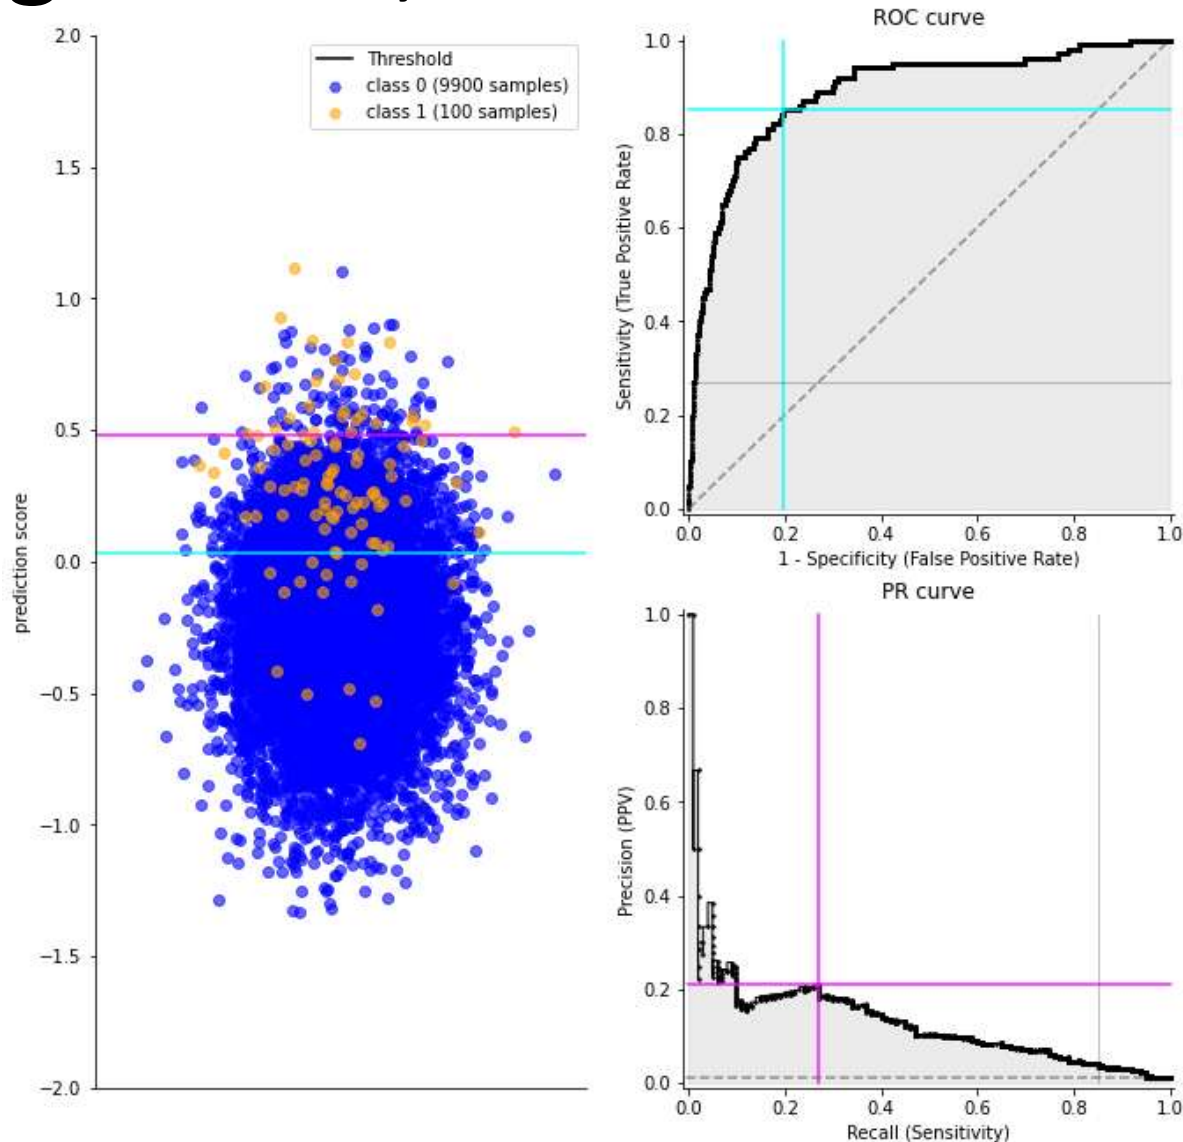 2.0
1.5
1.0
0.5
0.0
−0.5
−1.0
−1.5
−2.0
prediction score
Threshold
class 0 (9900 samples)
class 1 (100 samples)
ROC curve
1.0
0.8
0.6
0.4
0.2
0.0
Sensitivity (True Positive Rate)
0.0 0.2 0.4 0.6 0.8 1.0
1 - Specificity (False Positive Rate)
PR curve
1.0
0.8
0.6
0.4
0.2
0.0
Precision (PPV)
0.0 0.2 0.4 0.6 0.8 1.0
Recall (Sensitivity)